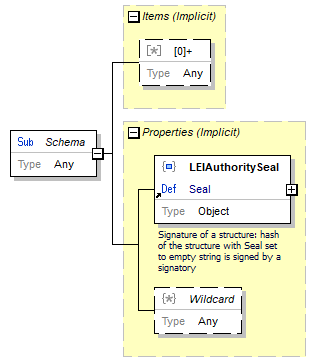 Items (Implicit)
[*] [0]+
Type Any
Sub Schema
Type Any
Properties (Implicit)
{} LEIAuthoritySeal
Def Seal
Type Object
Signature of a structure: hash
of the structure with Seal set
to empty string is signed by a
signatory
{*} Wildcard
Type Any